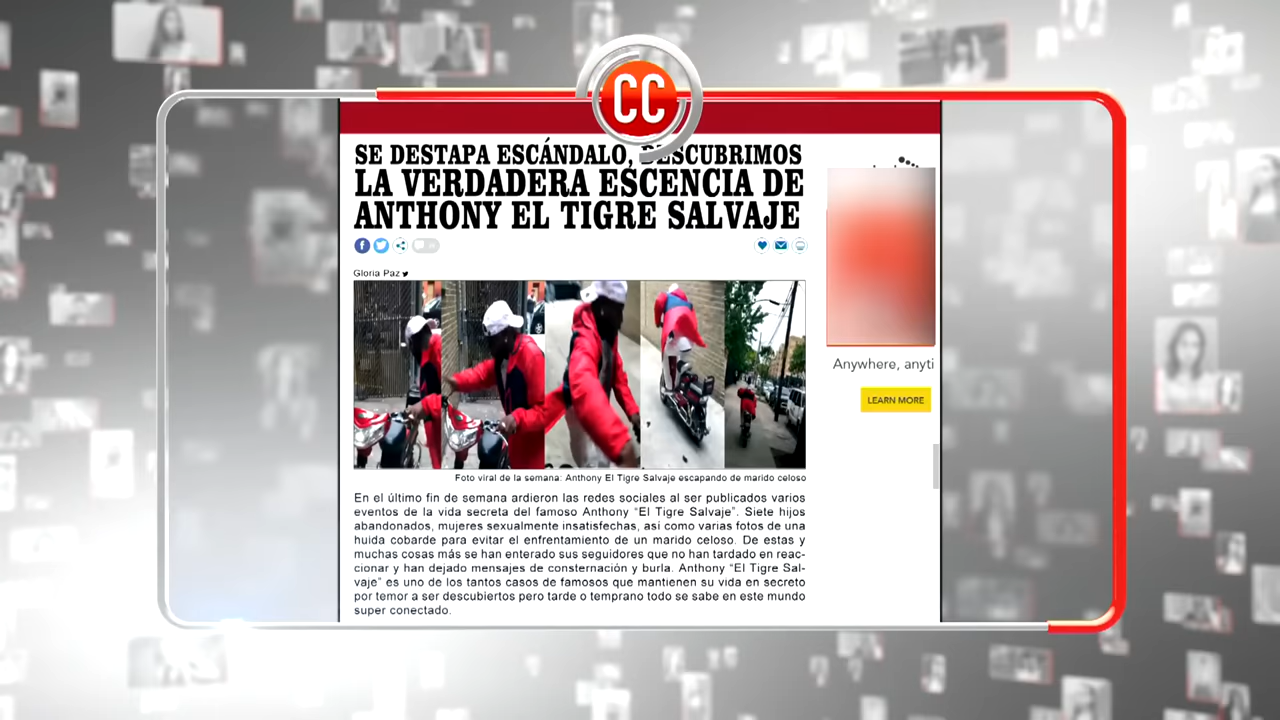 CC
SE DESTAPA ESCÁNDALO, DESCUBRIMOS
LA VERDADERA ESCENCIA DE
ANTHONY EL TIGRE SALVAJE
Gloria Paz
Foto viral de la semana: Anthony El Tigre Salvaje escapando de marido celoso
En el último fin de semana ardieron las redes sociales al ser publicados varios
eventos de la vida secreta del famoso Anthony “El Tigre Salvaje”. Siete hijos
abandonados, mujeres sexualmente insatisfechas, asi como varias fotos de una
huida cobarde para evitar el enfrentamiento de un marido celoso. De estas y
muchas cosas más se han enterado sus seguidores que no han tardado en reac-
cionar y han dejado mensajes de consternación y burla. Anthony “El Tigre Sal-
vaje” es uno de los tantos casos de famosos que mantienen su vida en secreto
por temor a ser descubiertos pero tarde o temprano todo se sabe en este mundo
super conectado.
Anywhere, anyti
LEARN MORE